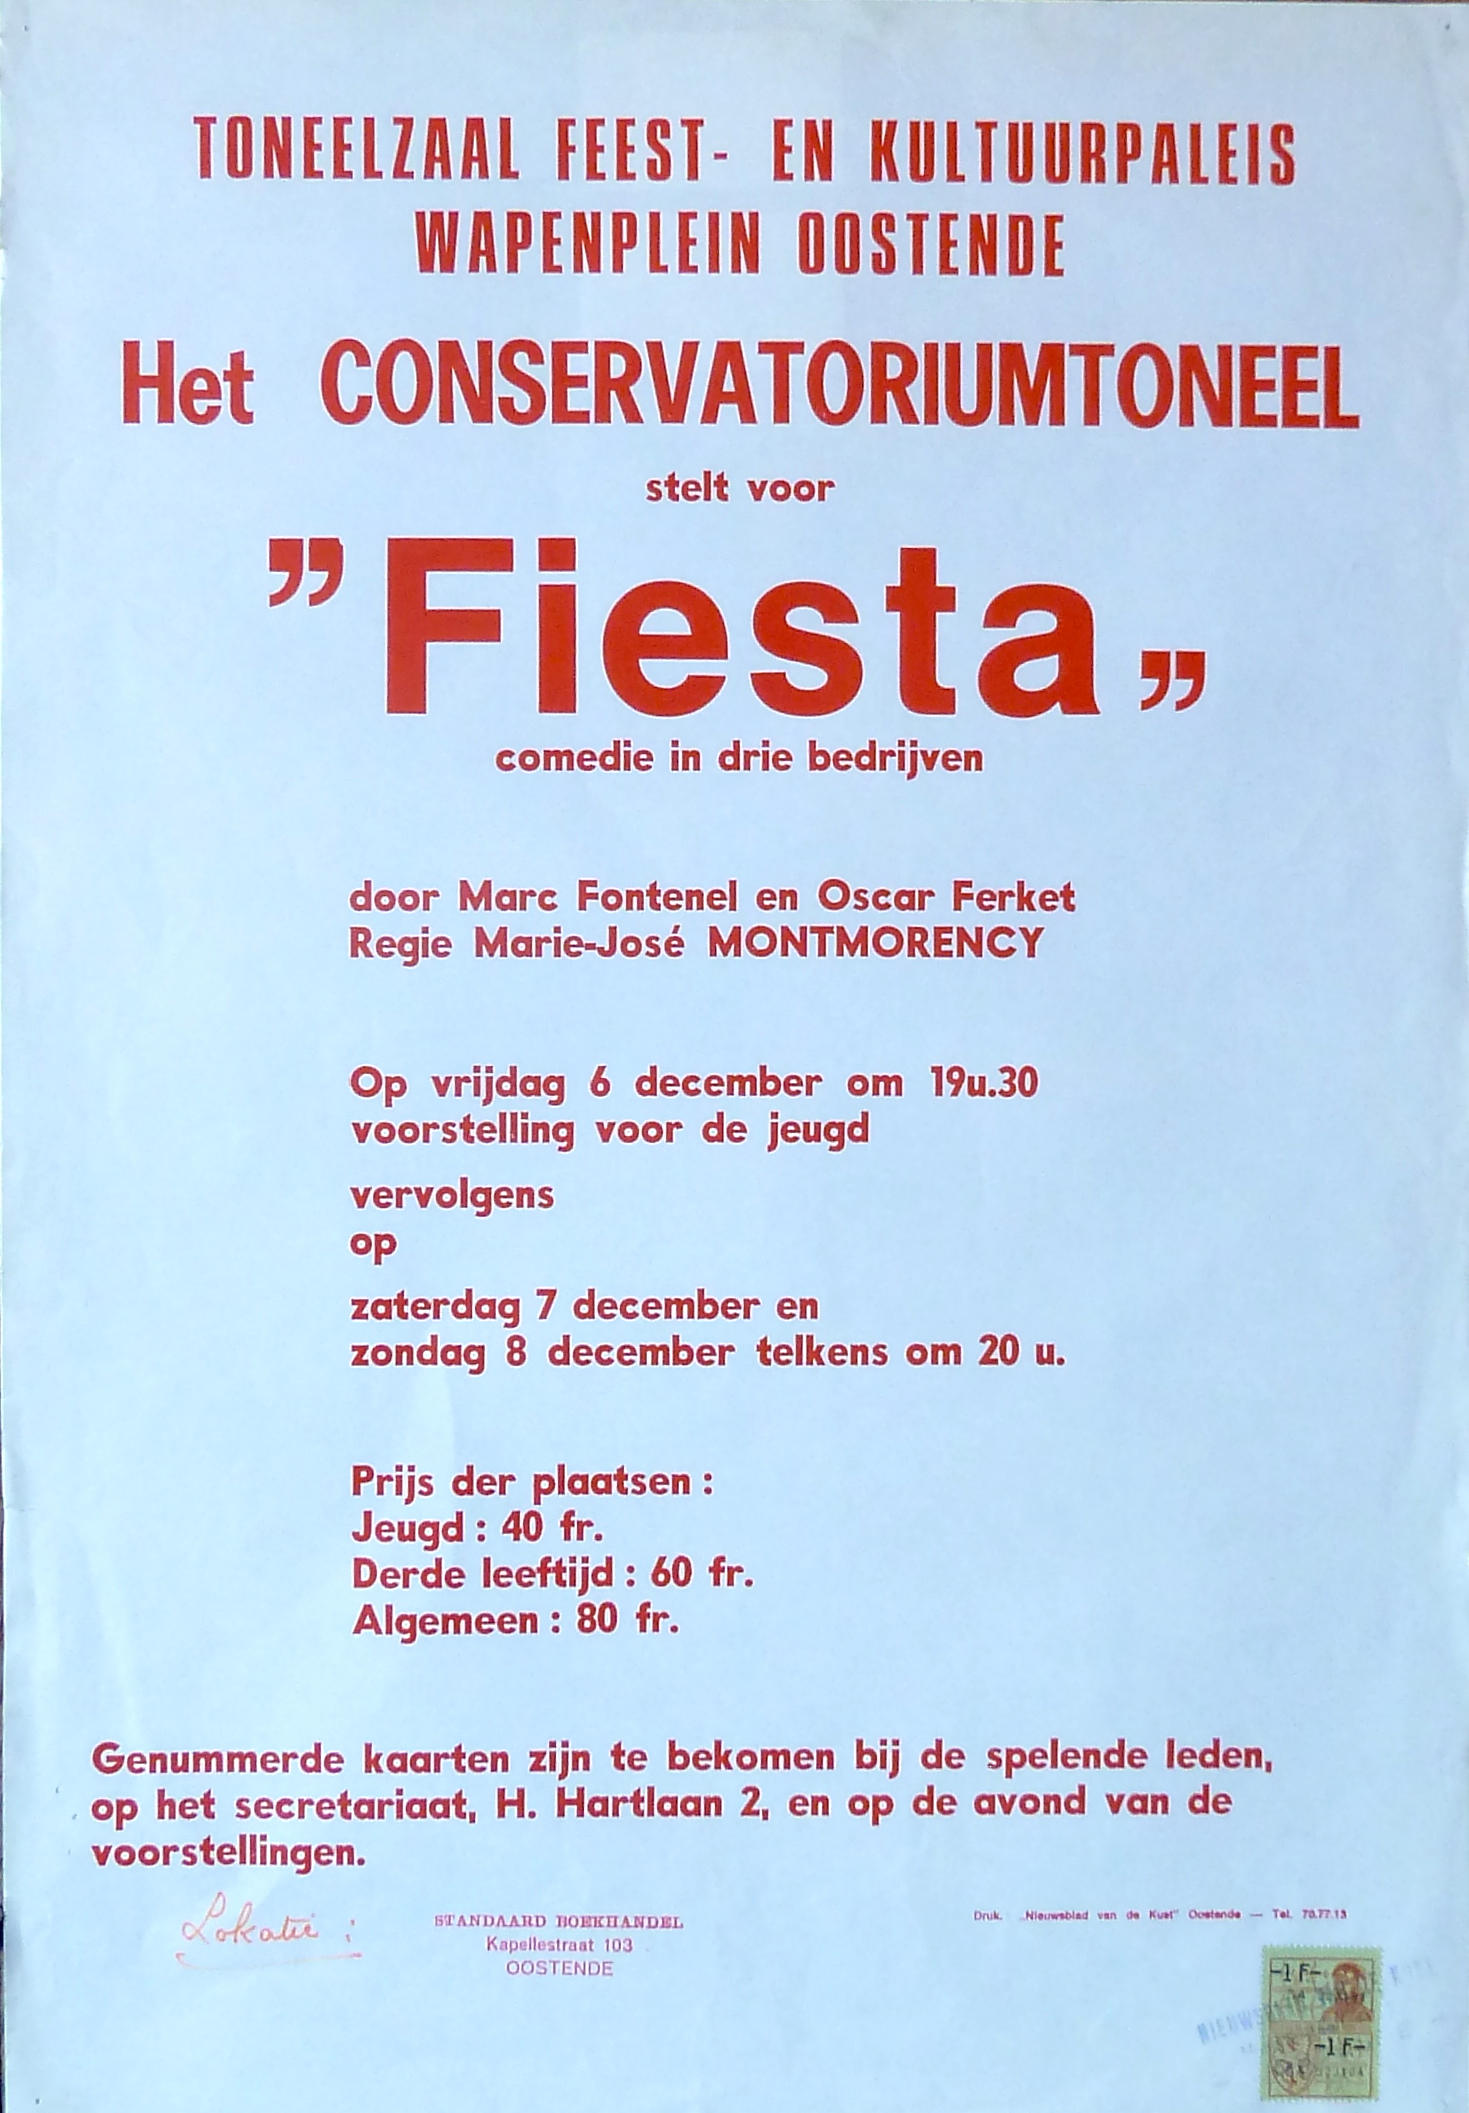 TONEELZAAL FEEST- EN KULTUURPALEIS
WAPENPLEIN OOSTENDE
Het CONSERVATORIUMTONEEL
stelt voor
”Fiesta„
comedie in drie bedrijven
door Marc Fontenel en Oscar Ferket
Regie Marie-José MONTMORENCY
Op vrijdag 6 december om 19u.30
voorstelling voor de jeugd
vervolgens
op
zaterdag 7 december en
zondag 8 december telkens om 20 u.
Prijs der plaatsen :
Jeugd : 40 fr.
Derde leeftijd : 60 fr.
Algemeen : 80 fr.
Genummerde kaarten zijn te bekomen bij de spelende leden,
op het secretariaat, H. Hartlaan 2, en op de avond van de
voorstellingen.
Lokatie :
STANDAARD BOEKHANDEL
Kapellestraat 103
OOSTENDE
Druk. „Nieuwsblad van de Kust" Oostende — Tel. 70.77.13
-1 F-
-1 F-